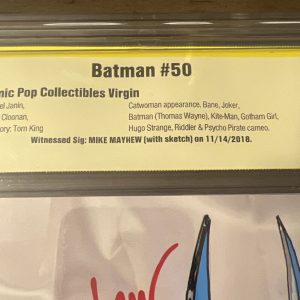 Batman #50
nic Pop Collectibles Virgin
el Janin,
Cloonan,
ory: Tom King
Catwoman appearance. Bane, Joker,
Batman (Thomas Wayne), Kite-Man, Gotham Girl,
Hugo Strange, Riddler & Psycho Pirate cameo.
Witnessed Sig: MIKE MAYHEW (with sketch) on 11/14/2018.